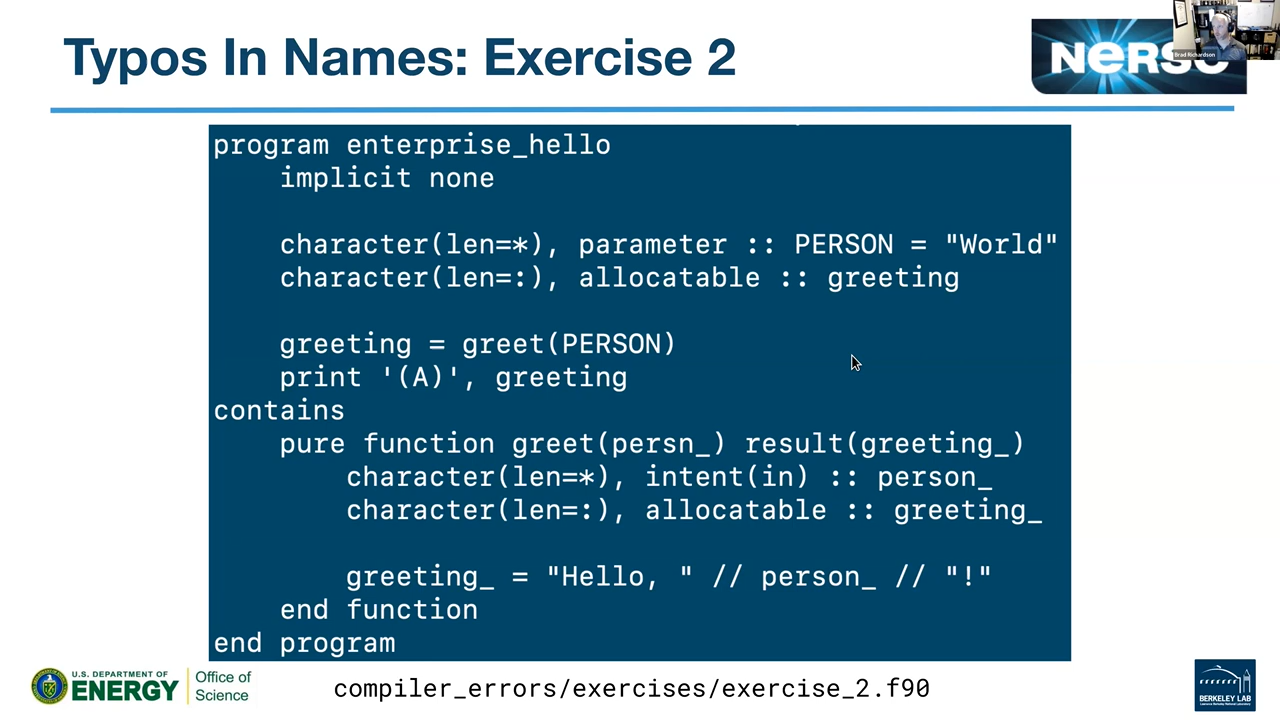 Typos In Names: Exercise 2
NERSC
Brad Richardson
program enterprise_hello
    implicit none
    character(len=*), parameter :: PERSON = "World"
    character(len=:), allocatable :: greeting
    greeting = greet(PERSON)
    print '(A)', greeting
contains
    pure function greet(persn_) result(greeting_)
        character(len=*), intent(in) :: person_
        character(len=:), allocatable :: greeting_
        greeting_ = "Hello, " // person_ // "!"
    end function
end program
U.S. DEPARTMENT OF
ENERGY
Office of
Science
compiler_errors/exercises/exercise_2.f90
BERKELEY LAB